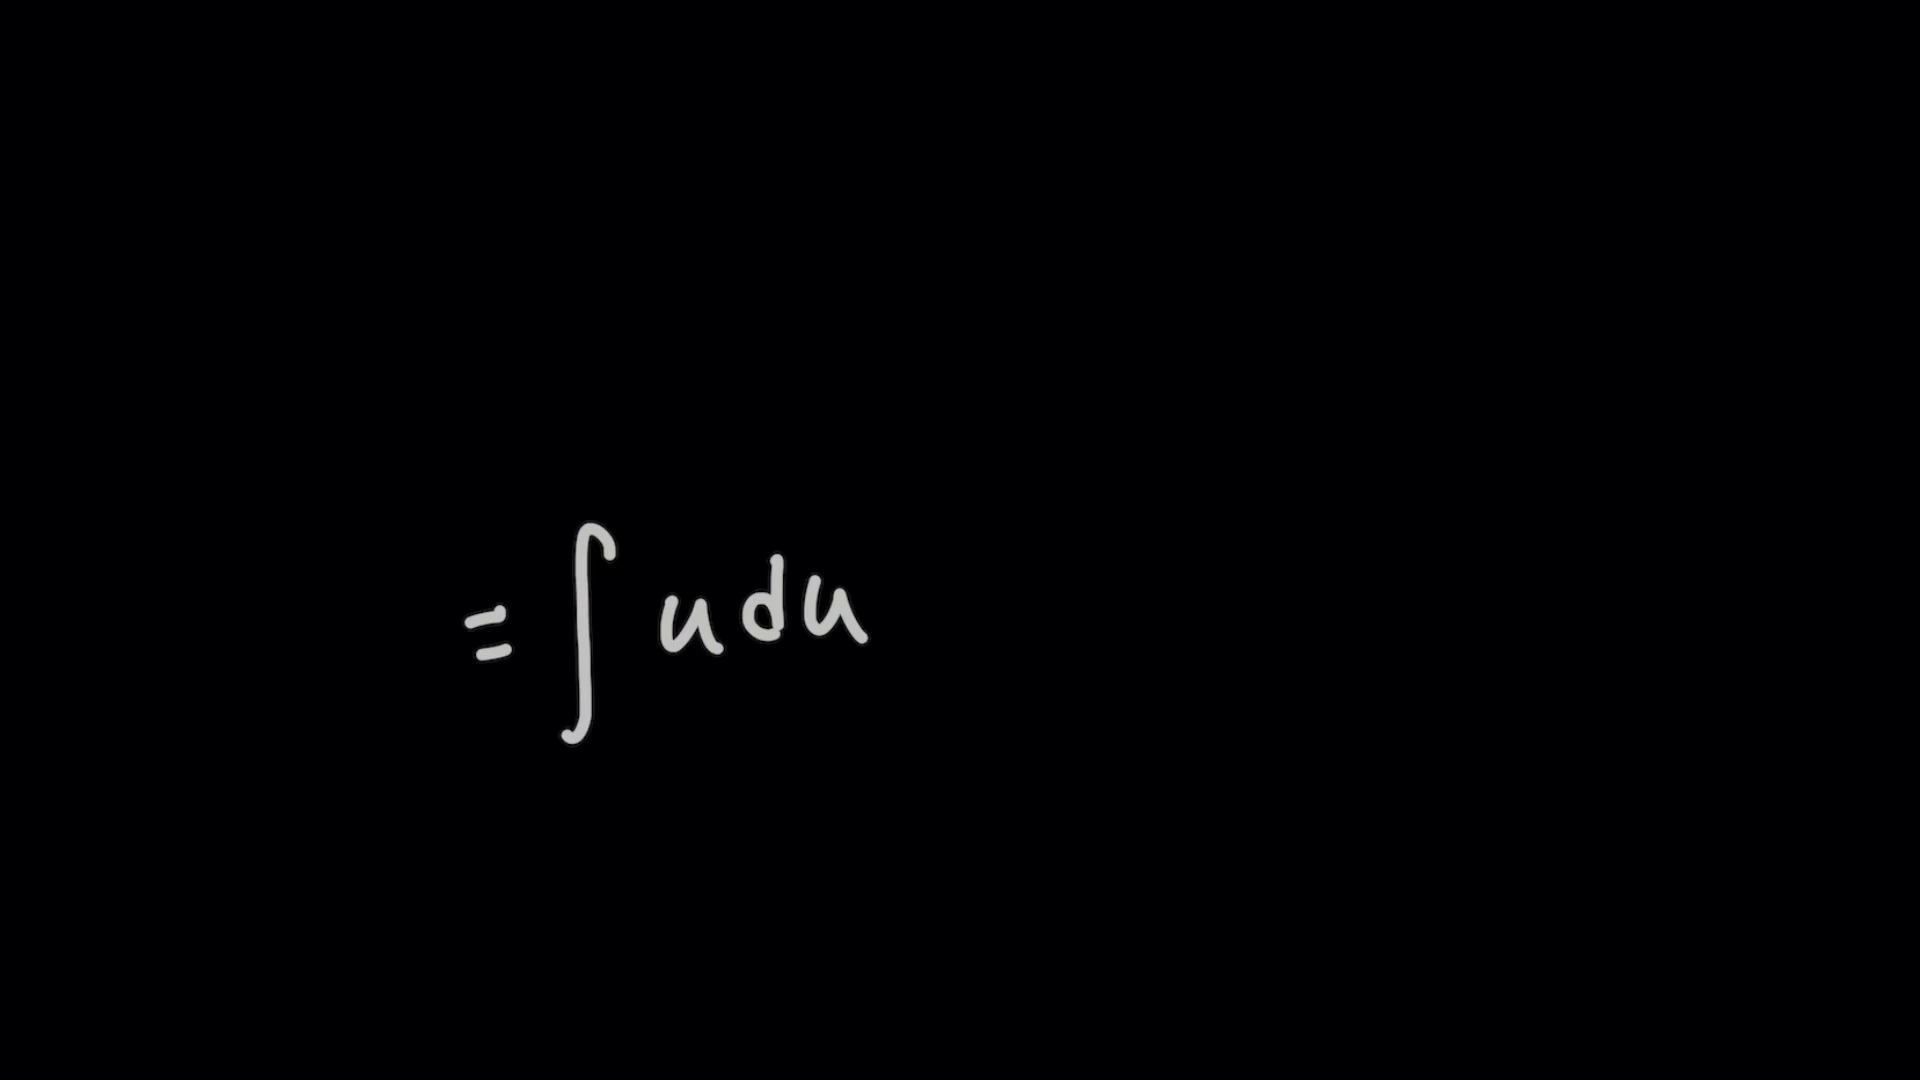 = ∫ u du